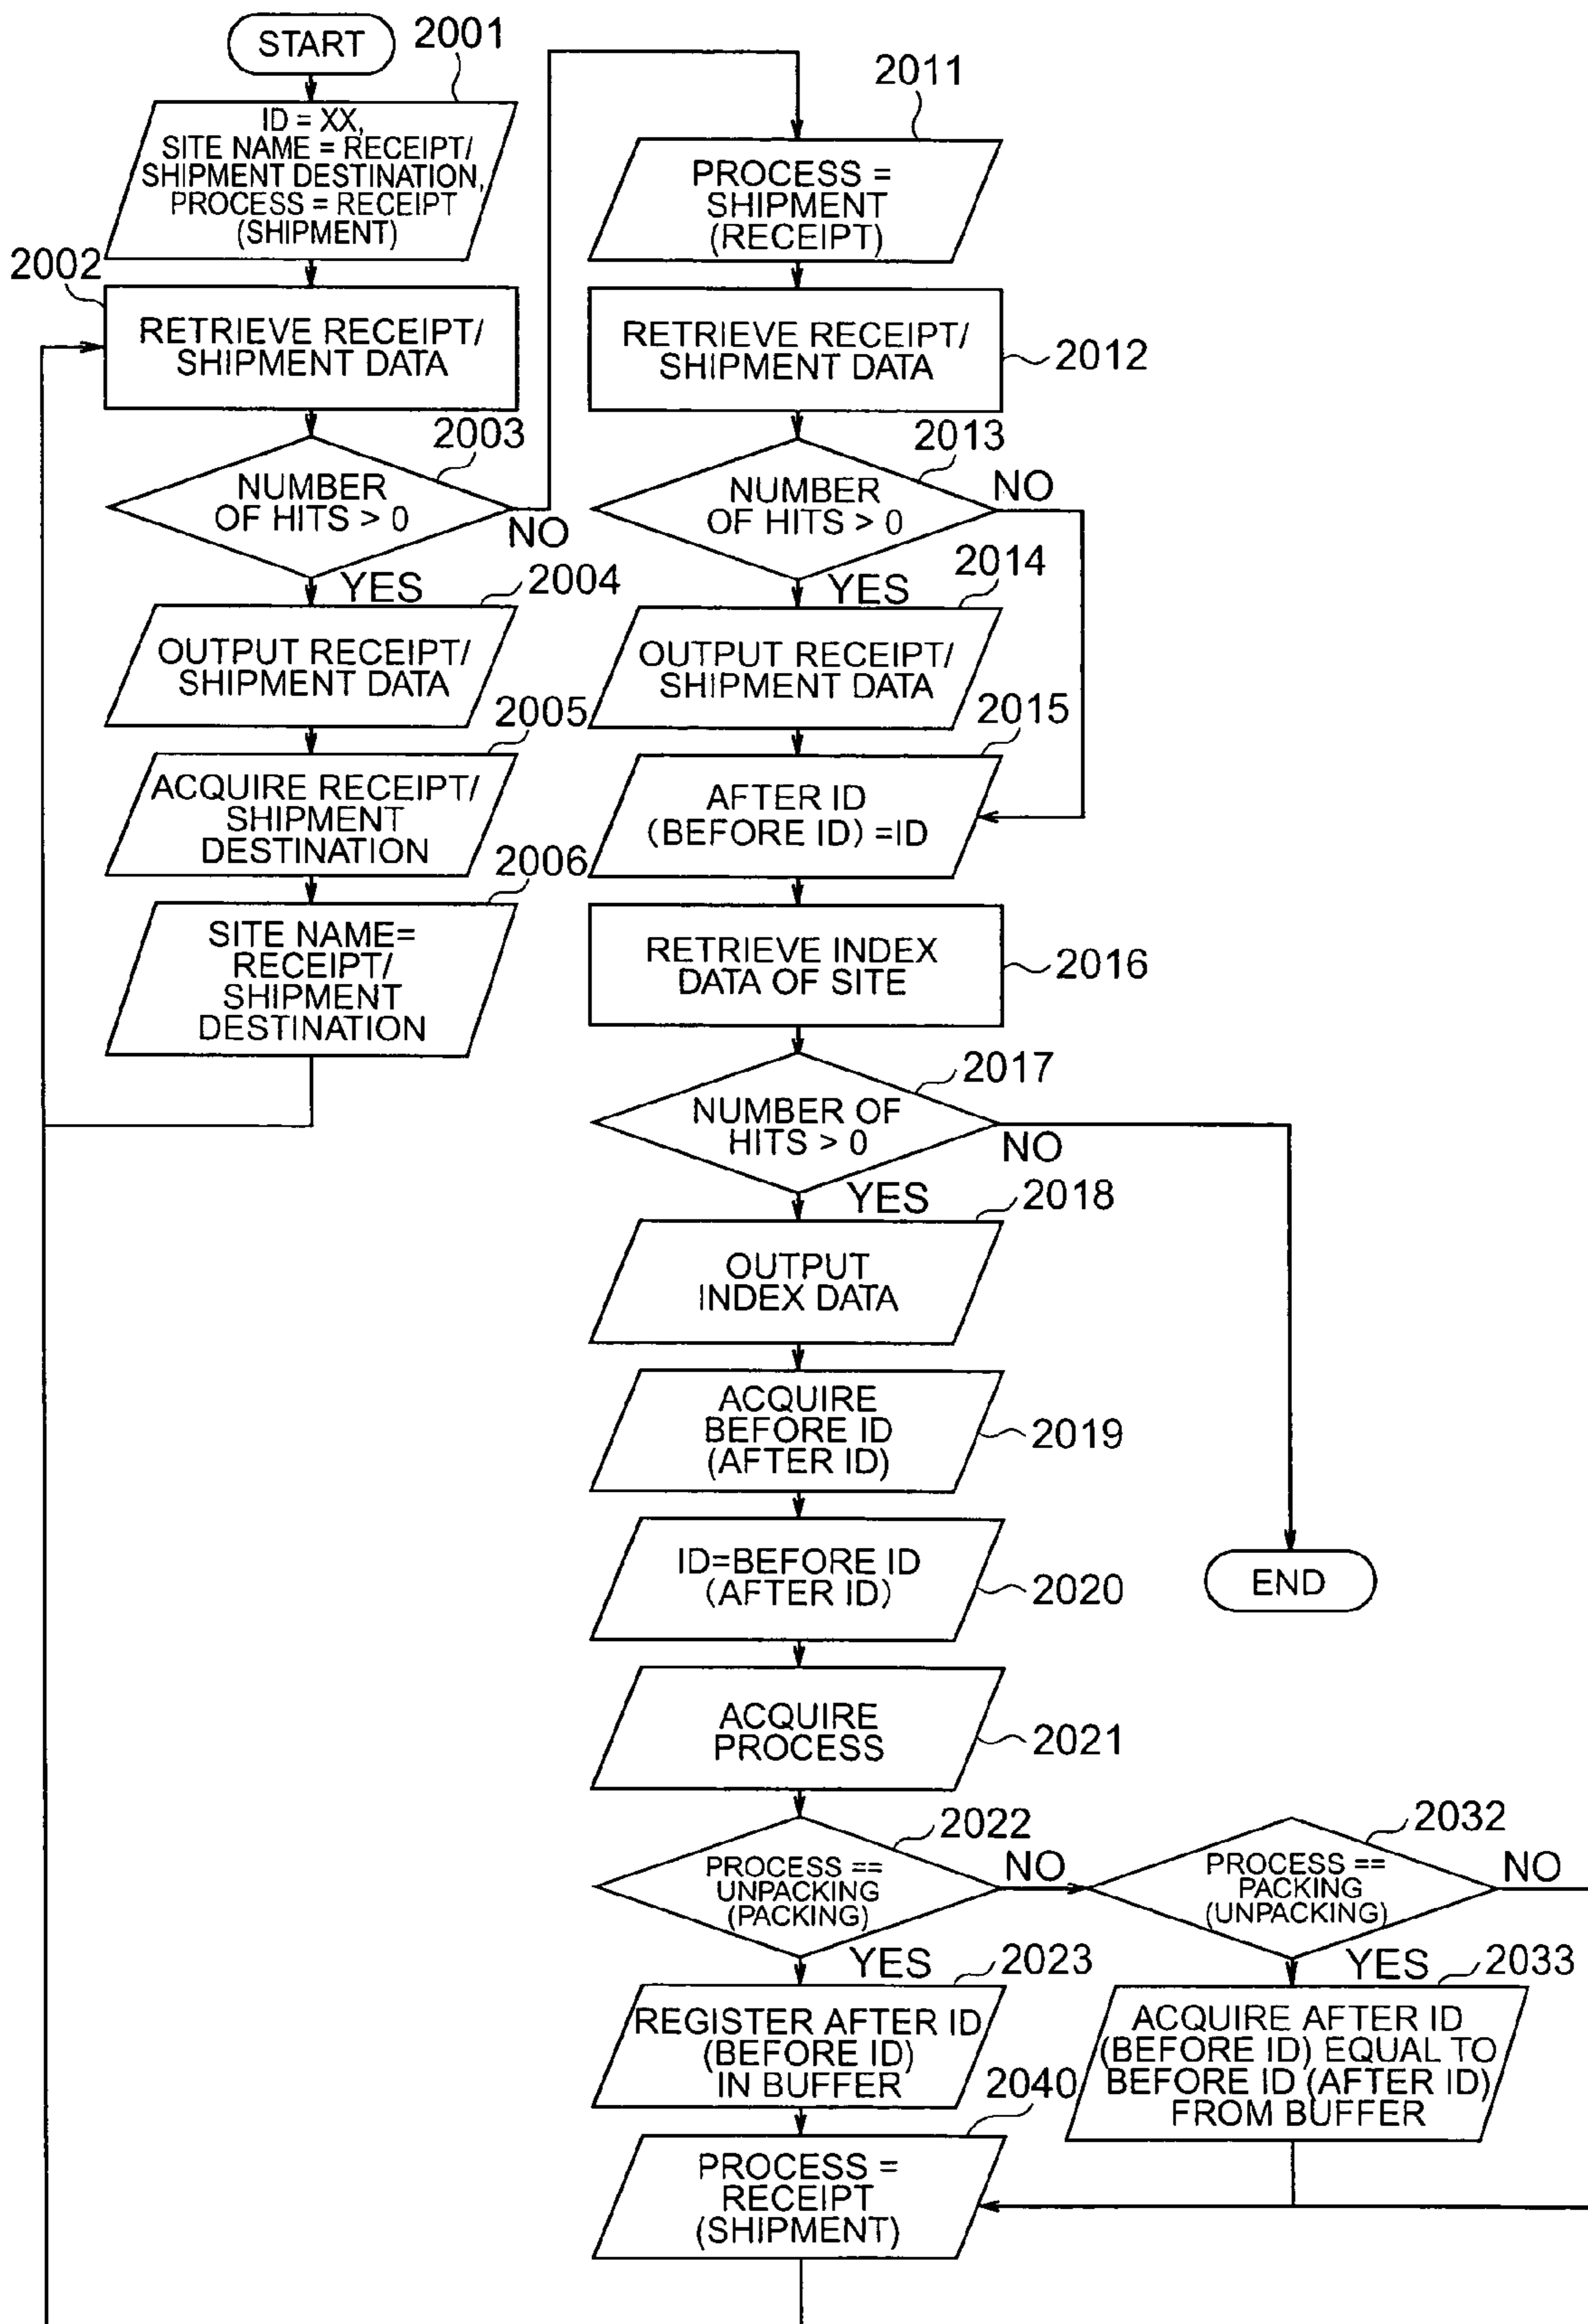 START
2001
ID = XX,
SITE NAME = RECEIPT/
SHIPMENT DESTINATION,
PROCESS = RECEIPT
(SHIPMENT)
2002
RETRIEVE RECEIPT/
SHIPMENT DATA
2003
NUMBER
OF HITS > 0
NO
YES
2004
OUTPUT RECEIPT/
SHIPMENT DATA
2005
ACQUIRE RECEIPT/
SHIPMENT
DESTINATION
2006
SITE NAME=
RECEIPT/
SHIPMENT
DESTINATION
2011
PROCESS =
SHIPMENT
(RECEIPT)
RETRIEVE RECEIPT/
SHIPMENT DATA
2012
2013
NUMBER
OF HITS > 0
NO
YES
2014
OUTPUT RECEIPT/
SHIPMENT DATA
2015
AFTER ID
(BEFORE ID) =ID
RETRIEVE INDEX
DATA OF SITE
2016
2017
NUMBER OF
HITS > 0
NO
YES
2018
OUTPUT
INDEX DATA
ACQUIRE
BEFORE ID
(AFTER ID)
2019
ID=BEFORE ID
(AFTER ID)
2020
END
ACQUIRE
PROCESS
2021
2022
PROCESS ==
UNPACKING
(PACKING)
NO
YES
2032
PROCESS ==
PACKING
(UNPACKING)
NO
YES
2023
REGISTER AFTER ID
(BEFORE ID)
IN BUFFER
2033
ACQUIRE AFTER ID
(BEFORE ID) EQUAL TO
BEFORE ID (AFTER ID)
FROM BUFFER
2040
PROCESS =
RECEIPT
(SHIPMENT)